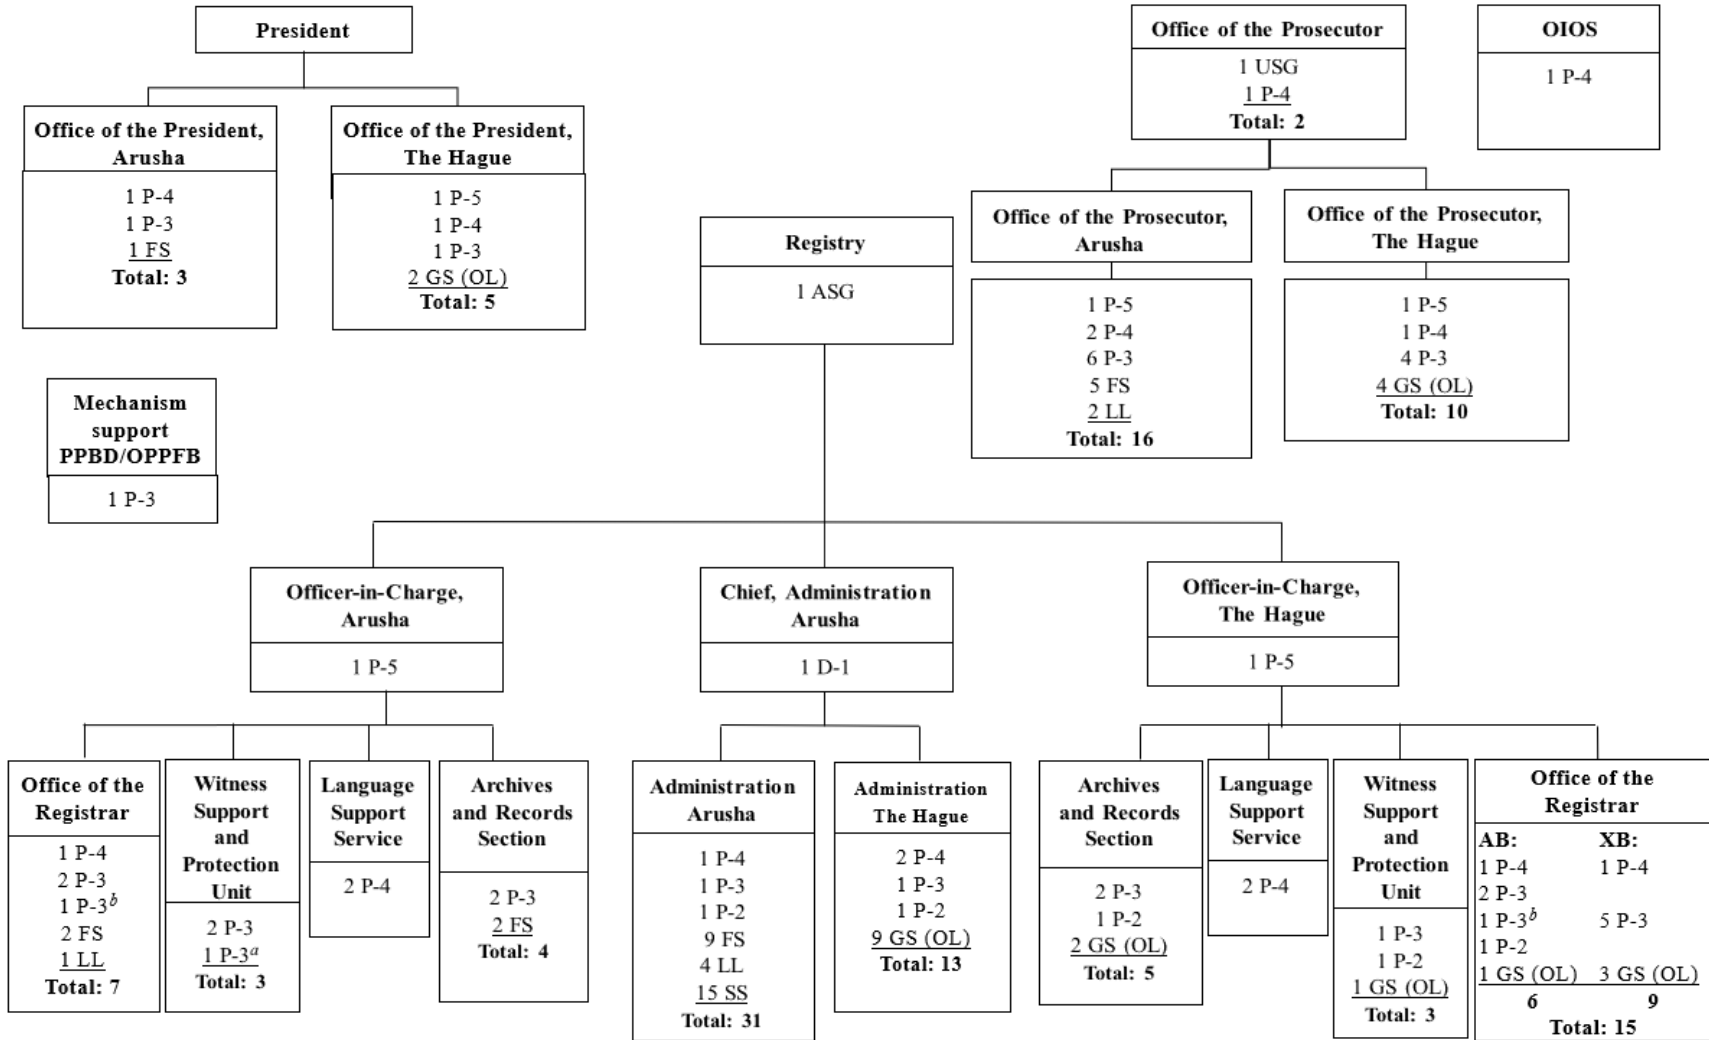 President
Office of the President,
Arusha
1 P-4
1 P-3
1 FS
Total: 3
Office of the President,
The Hague
1 P-5
1 P-4
1 P-3
2 GS (OL)
Total: 5
Office of the Prosecutor
1 USG
1 P-4
Total: 2
OIOS
1 P-4
Office of the Prosecutor,
Arusha
1 P-5
2 P-4
6 P-3
5 FS
2 LL
Total: 16
Office of the Prosecutor,
The Hague
1 P-5
1 P-4
4 P-3
4 GS (OL)
Total: 10
Registry
1 ASG
Mechanism
support
PPBD/OPPFB
1 P-3
Officer-in-Charge,
Arusha
1 P-5
Chief, Administration
Arusha
1 D-1
Officer-in-Charge,
The Hague
1 P-5
Office of the
Registrar
1 P-4
2 P-3
1 P-3b
2 FS
1 LL
Total: 7
Witness
Support
and
Protection
Unit
2 P-3
1 P-3a
Total: 3
Language
Support
Service
2 P-4
Archives
and Records
Section
2 P-3
2 FS
Total: 4
Administration
Arusha
1 P-4
1 P-3
1 P-2
9 FS
4 LL
15 SS
Total: 31
Administration
The Hague
2 P-4
1 P-3
1 P-2
9 GS (OL)
Total: 13
Archives
and Records
Section
2 P-3
1 P-2
2 GS (OL)
Total: 5
Language
Support
Service
2 P-4
Witness
Support
and
Protection
Unit
1 P-3
1 P-2
1 GS (OL)
Total: 3
Office of the
Registrar
AB: XB:
1 P-4 1 P-4
2 P-3
1 P-3b 5 P-3
1 P-2
1 GS (OL) 3 GS (OL)
6 9
Total: 15